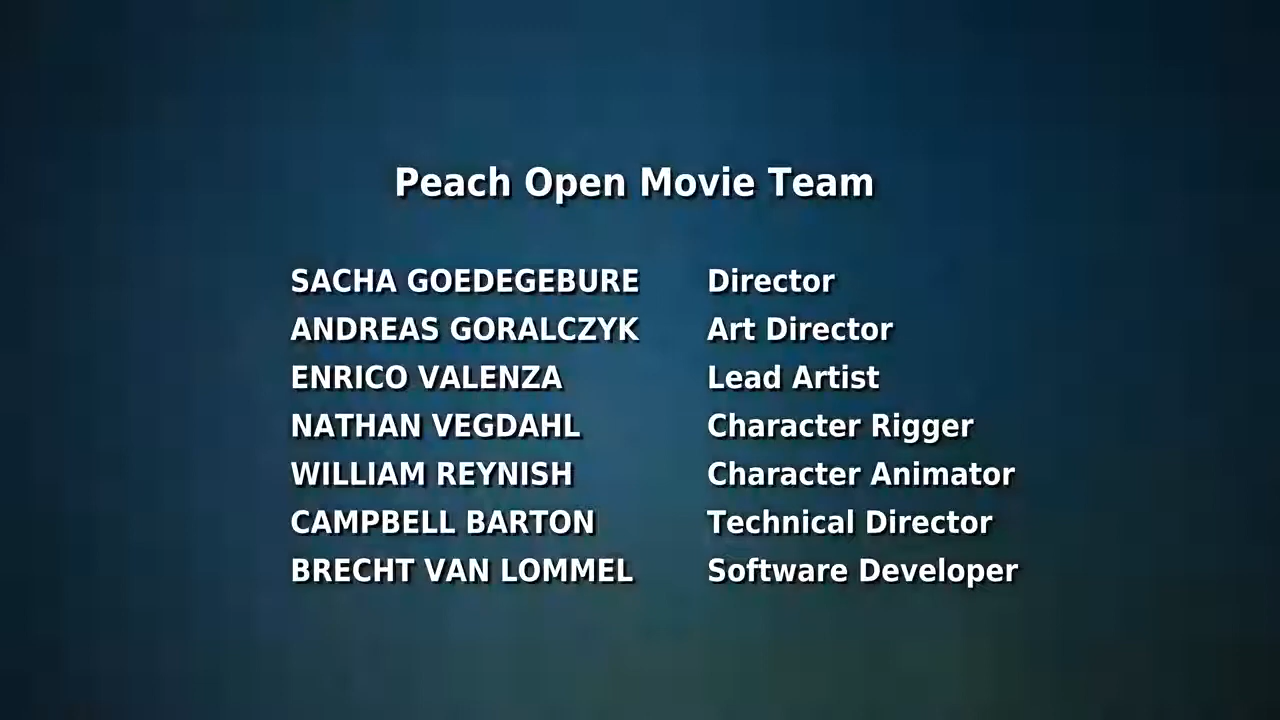 Peach Open Movie Team
SACHA GOEDEGEBURE Director
ANDREAS GORALCZYK Art Director
ENRICO VALENZA Lead Artist
NATHAN VEGDAHL Character Rigger
WILLIAM REYNISH Character Animator
CAMPBELL BARTON Technical Director
BRECHT VAN LOMMEL Software Developer